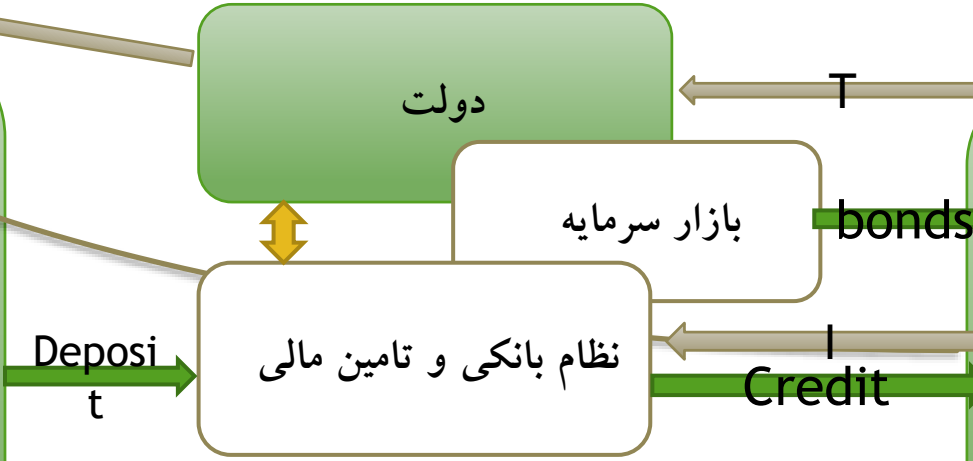 دولت
T
بازار سرمایه
bonds
نظام بانکی و تامین مالی
Deposi
t
I
Credit